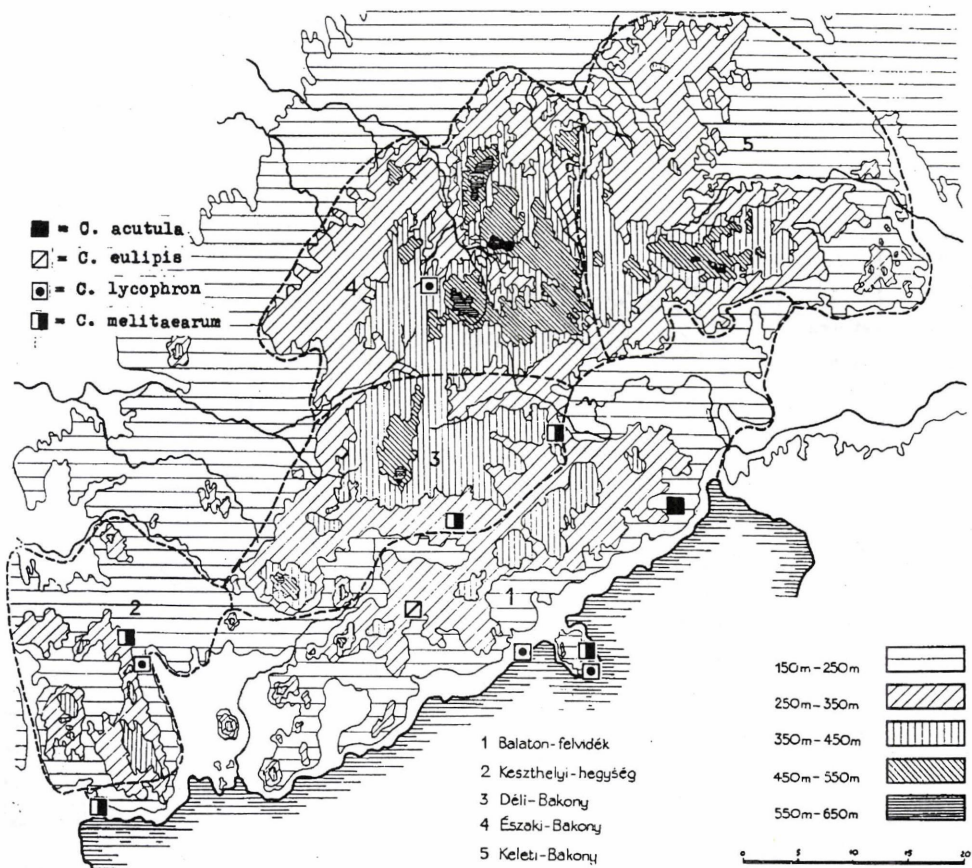 ■ = C. acutula
= C. eulipis
= C. lycophron
= C. melitaearum
5
4
3
2
1
1 Balaton-felvidék
2 Keszthelyi-hegység
3 Déli-Bakony
4 Északi-Bakony
5 Keleti-Bakony
150m-250m
250m-350m
350m-450m
450m-550m
550m-650m
0 5 10 15 20